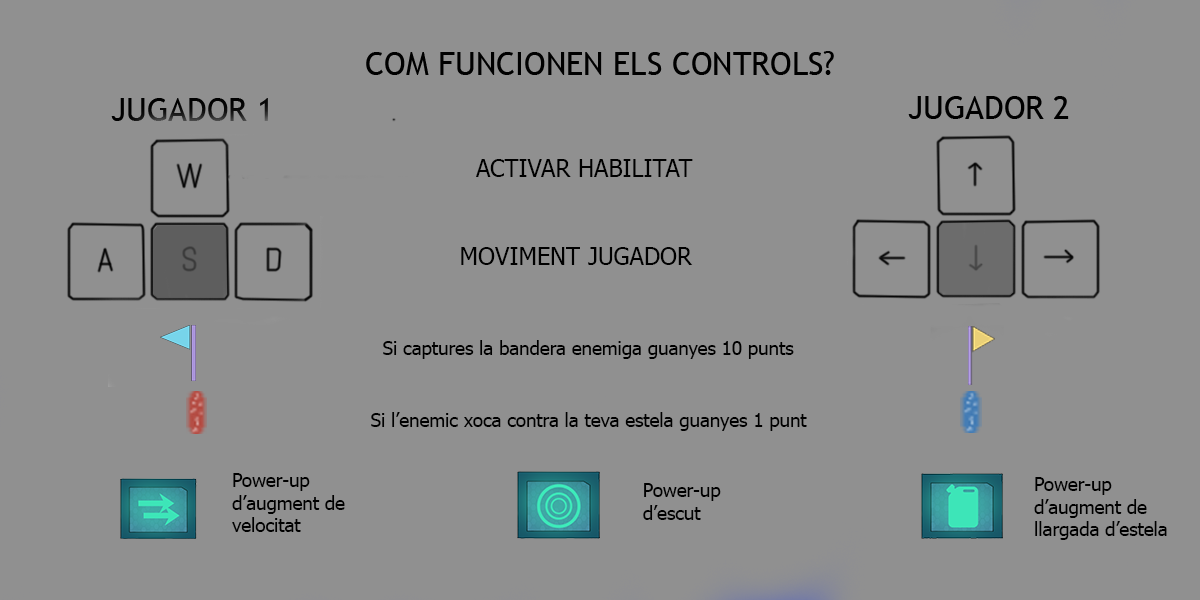 COM FUNCIONEN ELS CONTROLS?
JUGADOR 1
JUGADOR 2
W
ACTIVAR HABILITAT
↑
A
S
D
MOVIMENT JUGADOR
←
↓
→
Si captures la bandera enemiga guanyes 10 punts
Si l'enemic xoca contra la teva estela guanyes 1 punt
Power-up
d'augment de
velocitat
Power-up
d'escut
Power-up
d'augment de
llargada d'estela